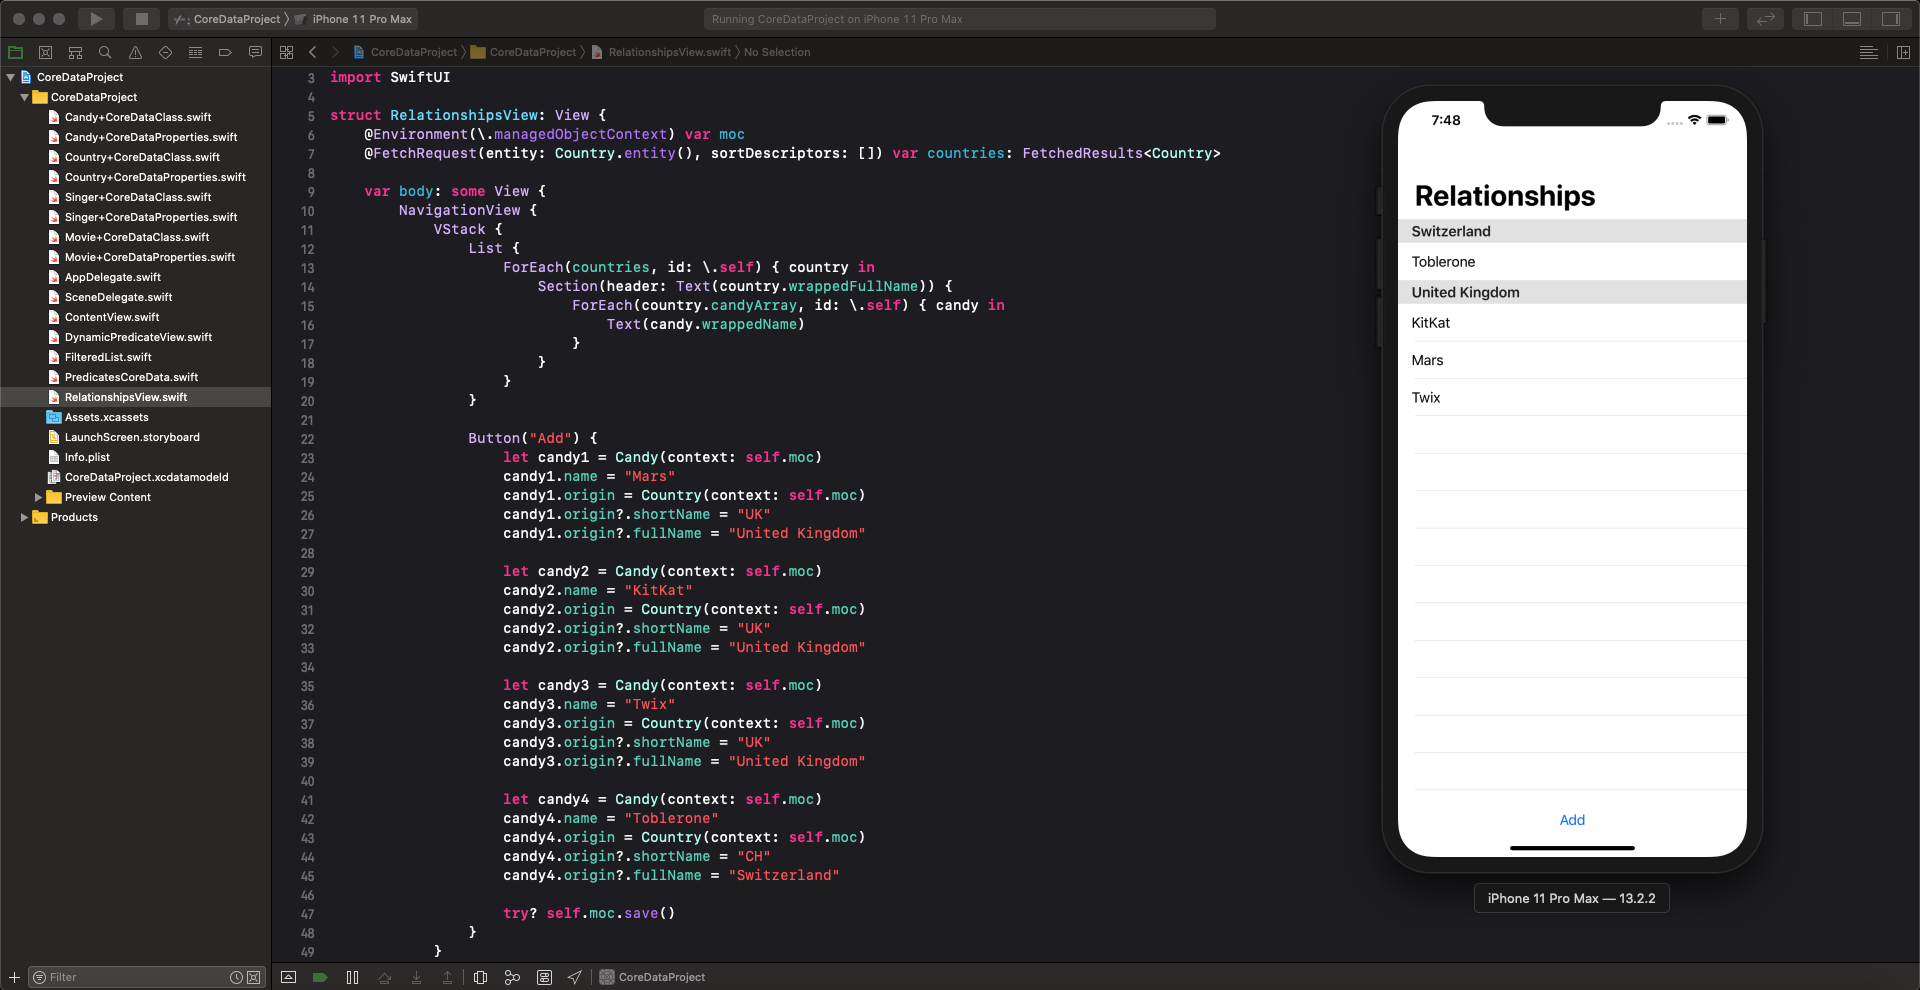 CoreDataProject iPhone 11 Pro Max
Running CoreDataProject on iPhone 11 Pro Max
CoreDataProject CoreDataProject RelationshipsView.swift No Selection
CoreDataProject
CoreDataProject
Candy+CoreDataClass.swift
Candy+CoreDataProperties.swift
Country+CoreDataClass.swift
Country+CoreDataProperties.swift
Singer+CoreDataClass.swift
Singer+CoreDataProperties.swift
Movie+CoreDataClass.swift
Movie+CoreDataProperties.swift
AppDelegate.swift
SceneDelegate.swift
ContentView.swift
DynamicPredicateView.swift
FilteredList.swift
PredicatesCoreData.swift
RelationshipsView.swift
Assets.xcassets
LaunchScreen.storyboard
Info.plist
CoreDataProject.xcdatamodeld
Preview Content
Products
Filter
3 import SwiftUI
4
5 struct RelationshipsView: View {
6 @Environment(\.managedObjectContext) var moc
7 @FetchRequest(entity: Country.entity(), sortDescriptors: []) var countries: FetchedResults<Country>
8
9 var body: some View {
10 NavigationView {
11 VStack {
12 List {
13 ForEach(countries, id: \.self) { country in
14 Section(header: Text(country.wrappedFullName)) {
15 ForEach(country.candyArray, id: \.self) { candy in
16 Text(candy.wrappedName)
17 }
18 }
19 }
20 }
21
22 Button("Add") {
23 let candy1 = Candy(context: self.moc)
24 candy1.name = "Mars"
25 candy1.origin = Country(context: self.moc)
26 candy1.origin?.shortName = "UK"
27 candy1.origin?.fullName = "United Kingdom"
28
29 let candy2 = Candy(context: self.moc)
30 candy2.name = "KitKat"
31 candy2.origin = Country(context: self.moc)
32 candy2.origin?.shortName = "UK"
33 candy2.origin?.fullName = "United Kingdom"
34
35 let candy3 = Candy(context: self.moc)
36 candy3.name = "Twix"
37 candy3.origin = Country(context: self.moc)
38 candy3.origin?.shortName = "UK"
39 candy3.origin?.fullName = "United Kingdom"
40
41 let candy4 = Candy(context: self.moc)
42 candy4.name = "Toblerone"
43 candy4.origin = Country(context: self.moc)
44 candy4.origin?.shortName = "CH"
45 candy4.origin?.fullName = "Switzerland"
46
47 try? self.moc.save()
48 }
49 }
CoreDataProject
7:48
Relationships
Switzerland
Toblerone
United Kingdom
KitKat
Mars
Twix
Add
iPhone 11 Pro Max — 13.2.2